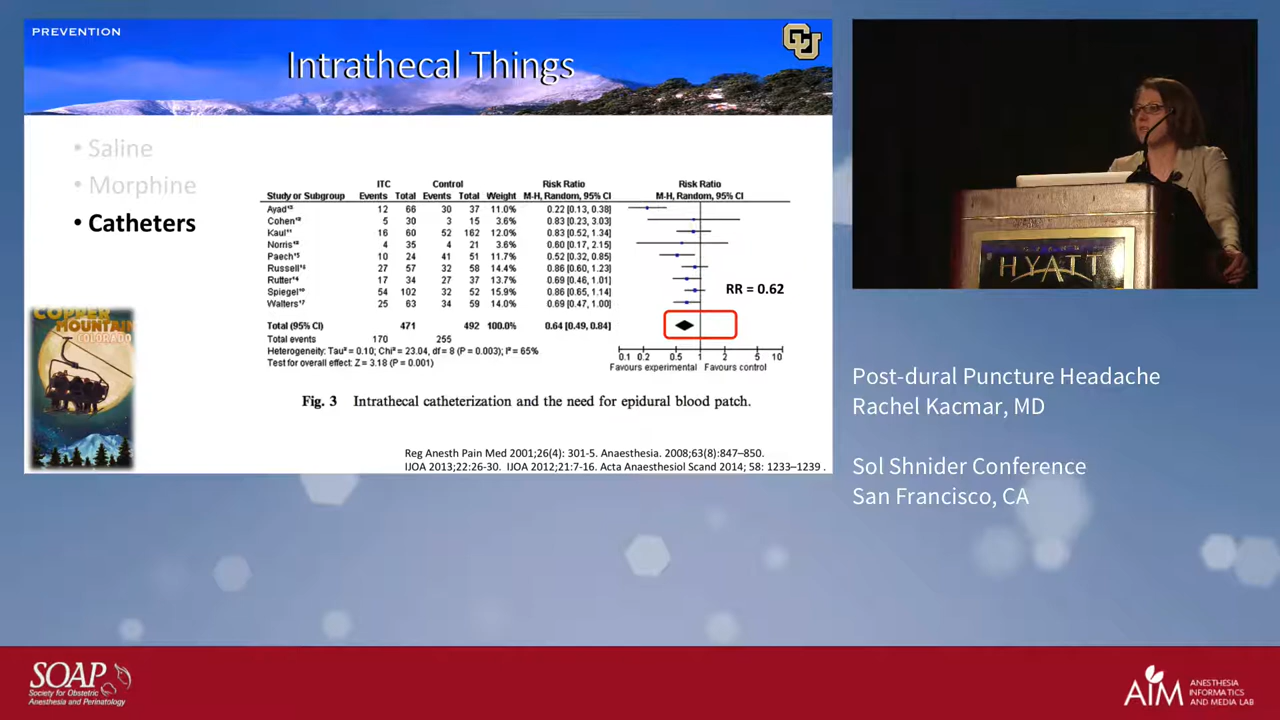 PREVENTION
CU
Intrathecal Things
• Saline
• Morphine
• Catheters
ITC Control Risk Ratio Risk Ratio
Study or Subgroup Events Total Events Total Weight M-H, Random, 95% CI M-H, Random, 95% CI
Ayad¹³ 12 66 30 37 11.0% 0.22 [0.13, 0.38]
Cohen¹² 5 30 3 15 3.6% 0.83 [0.23, 3.03]
Kaul¹¹ 16 60 52 162 12.0% 0.83 [0.52, 1.34]
Norris¹² 4 35 4 21 3.6% 0.60 [0.17, 2.15]
Paech¹⁵ 10 24 41 51 11.7% 0.52 [0.32, 0.85]
Russell¹⁶ 27 57 32 58 14.4% 0.86 [0.60, 1.23]
Rutter¹⁴ 17 34 27 37 13.8% 0.69 [0.46, 1.01]
Spiegel¹⁰ 54 102 32 52 15.9% 0.86 [0.65, 1.14]
Walters¹⁷ 25 63 34 59 14.0% 0.69 [0.47, 1.00]
RR = 0.62
Total (95% CI) 471 492 100.0% 0.64 [0.49, 0.84]
Total events 170 255
Heterogeneity: Tau² = 0.10; Chi² = 23.04, df = 8 (P = 0.003); I² = 65%
Test for overall effect: Z = 3.18 (P = 0.001)
0.1 0.2 0.5 1 2 5 10
Favours experimental Favours control
Fig. 3 Intrathecal catheterization and the need for epidural blood patch.
COPPER
MOUNTAIN
COLORADO
Reg Anesth Pain Med 2001;26(4): 301-5. Anaesthesia. 2008;63(8):847–850.
IJOA 2013;22:26-30. IJOA 2012;21:7-16. Acta Anaesthesiol Scand 2014; 58: 1233–1239 .
HYATT
Post-dural Puncture Headache
Rachel Kacmar, MD
Sol Shnider Conference
San Francisco, CA
SOAP
Society for Obstetric
Anesthesia and Perinatology
AIM
ANESTHESIA
INFORMATICS
AND MEDIA LAB